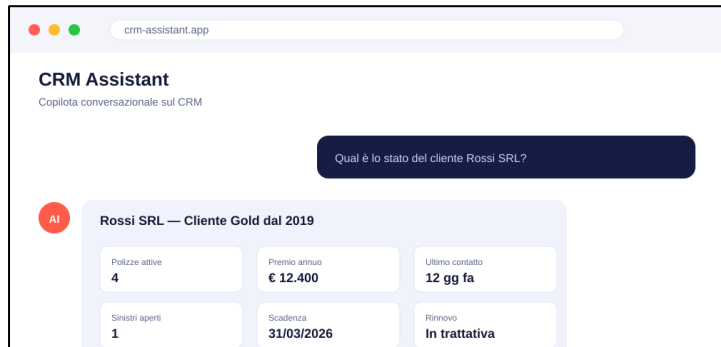 crm-assistant.app
CRM Assistant
Copilota conversazionale sul CRM
Qual è lo stato del cliente Rossi SRL?
AI
Rossi SRL — Cliente Gold dal 2019
Polizze attive
4
Premio annuo
€ 12.400
Ultimo contatto
12 gg fa
Sinistri aperti
1
Scadenza
31/03/2026
Rinnovo
In trattativa